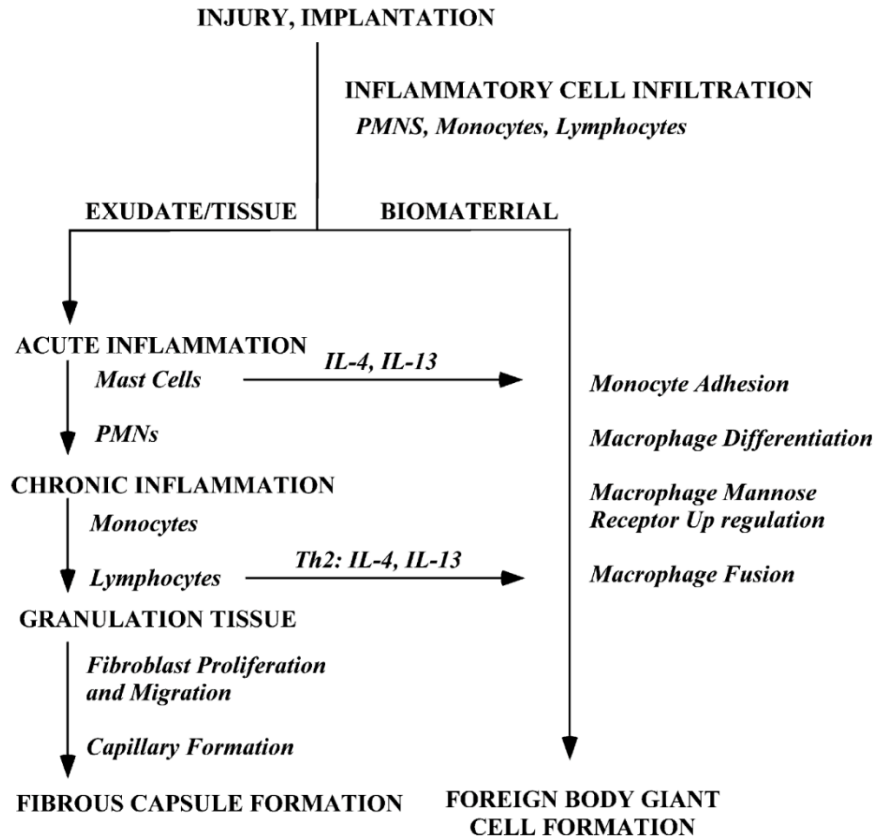 INJURY, IMPLANTATION
INFLAMMATORY CELL INFILTRATION
PMNS, Monocytes, Lymphocytes
EXUDATE/TISSUE
BIOMATERIAL
ACUTE INFLAMMATION
Mast Cells
IL-4, IL-13
PMNs
CHRONIC INFLAMMATION
Monocytes
Lymphocytes
Th2: IL-4, IL-13
GRANULATION TISSUE
Fibroblast Proliferation
and Migration
Capillary Formation
FIBROUS CAPSULE FORMATION
Monocyte Adhesion
Macrophage Differentiation
Macrophage Mannose
Receptor Up regulation
Macrophage Fusion
FOREIGN BODY GIANT
CELL FORMATION